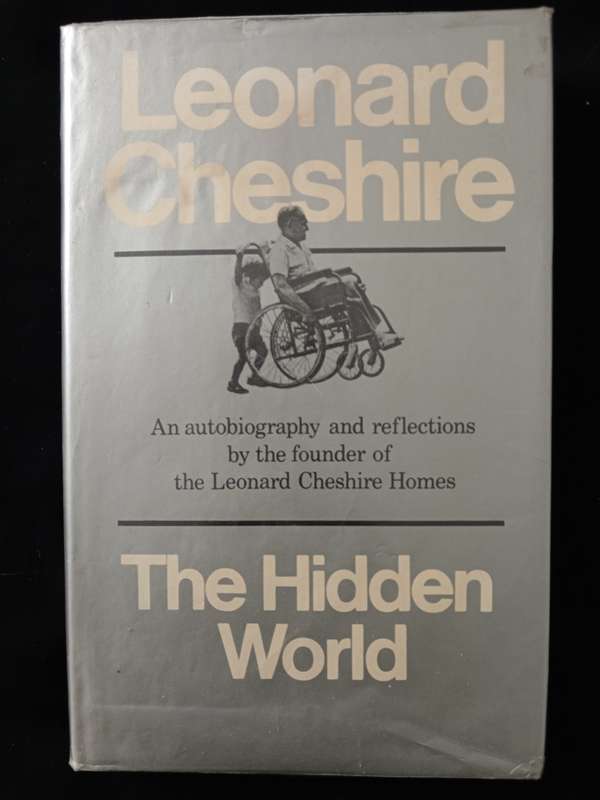 Leonard
Cheshire
An autobiography and reflections
by the founder of
the Leonard Cheshire Homes
The Hidden
World